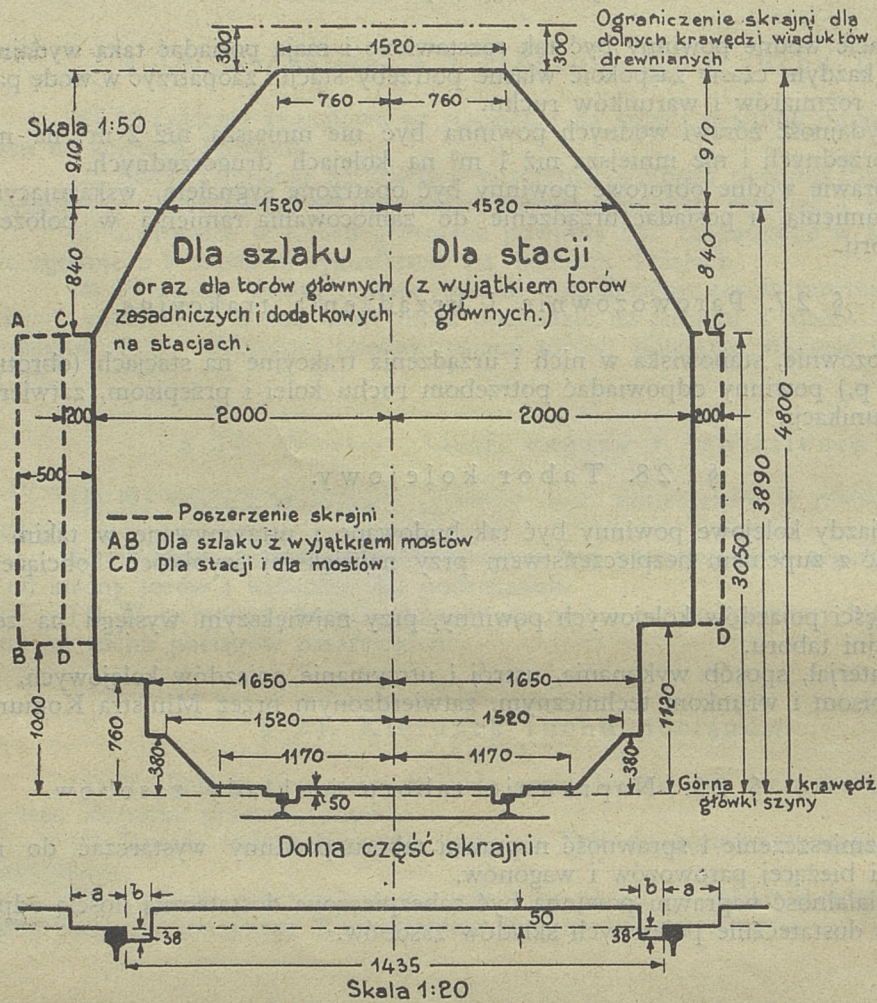 300
1520
300
Ograniczenie skrajni dla
dolnych krawędzi wiaduktów
drewnianych
760
760
Skala 1:50
910
910
1520
1520
840
840
Dla szlaku
oraz dla torów głównych
zasadniczych i dodatkowych
na stacjach.
Dla stacji
(z wyjątkiem torów
głównych.)
A
C
C
200
2000
2000
200
500
4800
3890
3050
Poszerzenie skrajni
AB Dla szlaku z wyjątkiem mostów
CD Dla stacji i dla mostów
B
D
D
1000
760
1650
1650
1120
1520
1520
380
1170
1170
380
50
Górna krawędź
główki szyny
Dolna część skrajni
a
b
b
a
50
38
38
1435
Skala 1:20